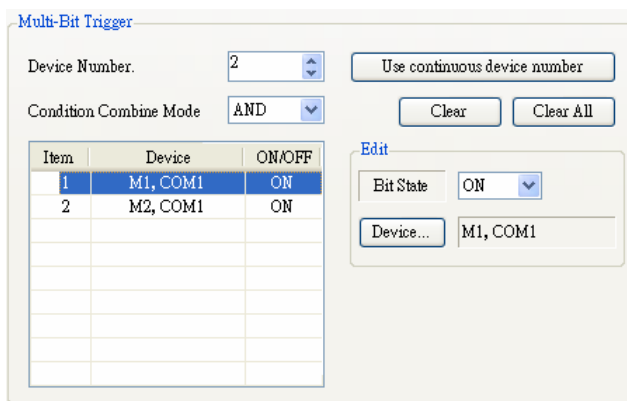 Multi-Bit Trigger
Device Number. 2 Use continuous device number
Condition Combine Mode AND Clear Clear All
Item Device ON/OFF
1 M1, COM1 ON
2 M2, COM1 ON
Edit
Bit State ON
Device... M1, COM1